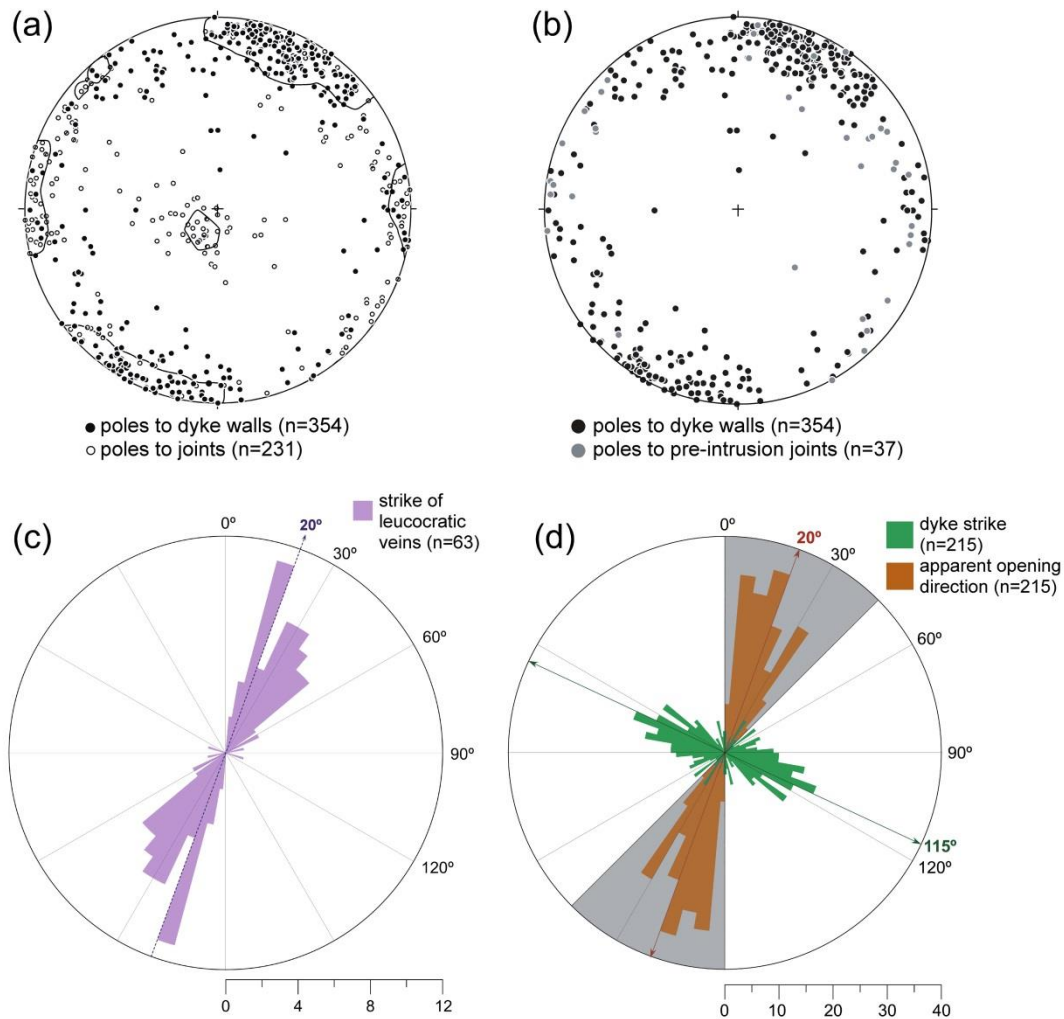 (a)
● poles to dyke walls (n=354)
○ poles to joints (n=231)
(b)
● poles to dyke walls (n=354)
● poles to pre-intrusion joints (n=37)
(c)
strike of
leucocratic
veins (n=63)
0º
20º
30º
60º
90º
120º
0 4 8 12
(d)
dyke strike
(n=215)
apparent opening
direction (n=215)
0º
20º
30º
60º
90º
115º
120º
0 10 20 30 40